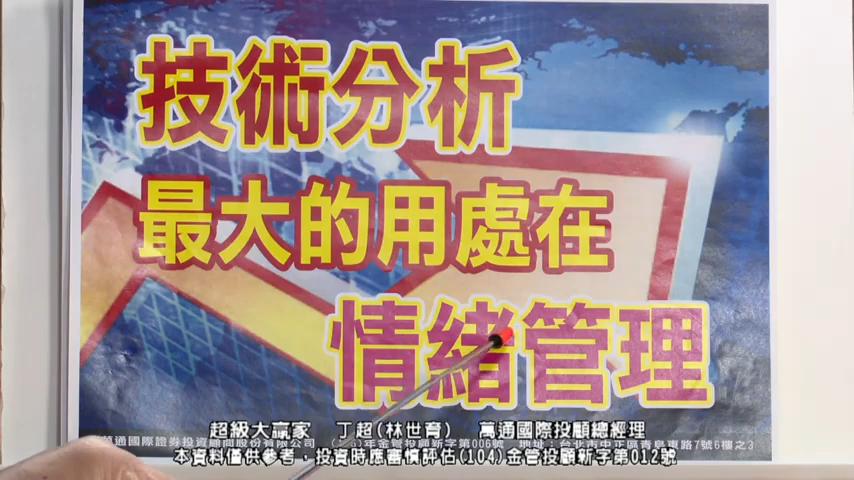 技術分析
最大的用處在
情緒管理
超級大贏家 丁超(林世育) 萬通國際投顧總經理
萬通國際證券投資顧問股份有限公司 年金管投顧新字第006號 地址:台北市中正區青島東路7號6樓之3
本資料僅供參考,投資時應審慎評估(104)金管投顧新字第012號